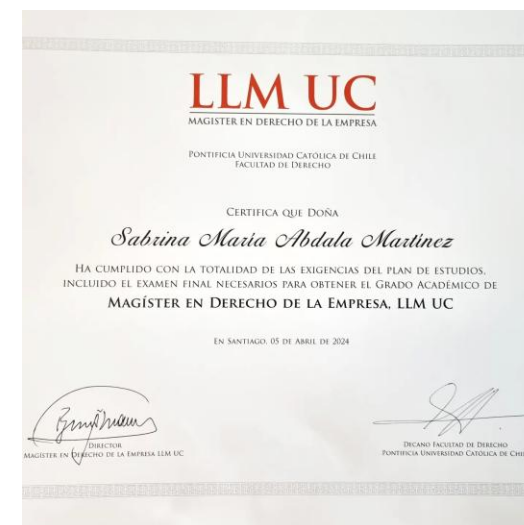 LLM UC
MAGISTER EN DERECHO DE LA EMPRESA
PONTIFICIA UNIVERSIDAD CATÓLICA DE CHILE
FACULTAD DE DERECHO
CERTIFICA QUE DOÑA
Sabrina María Abdala Martínez
HA CUMPLIDO CON LA TOTALIDAD DE LAS EXIGENCIAS DEL PLAN DE ESTUDIOS,
INCLUIDO EL EXAMEN FINAL NECESARIOS PARA OBTENER EL GRADO ACADÉMICO DE
MAGÍSTER EN DERECHO DE LA EMPRESA, LLM UC
EN SANTIAGO, 05 DE ABRIL DE 2024
DIRECTOR
MAGISTER EN DERECHO DE LA EMPRESA LLM UC
DECANO FACULTAD DE DERECHO
PONTIFICIA UNIVERSIDAD CATÓLICA DE CHI